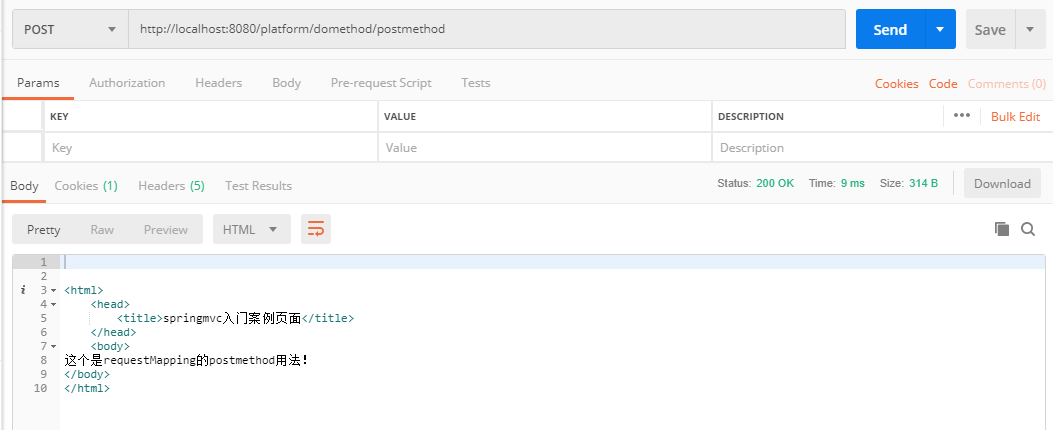 POST http://localhost:8080/platform/domethod/postmethod Send Save
Params Authorization Headers Body Pre-request Script Tests Cookies Code Comments (0)
KEY VALUE DESCRIPTION ••• Bulk Edit
Key Value Description
Body Cookies (1) Headers (5) Test Results Status: 200 OK Time: 9 ms Size: 314 B Download
Pretty Raw Preview HTML
1
2
i 3 <html>
4 <head>
5 <title>springmvc入门案例页面</title>
6 </head>
7 <body>
8 这个是requestMapping的postmethod用法!
9 </body>
10 </html>